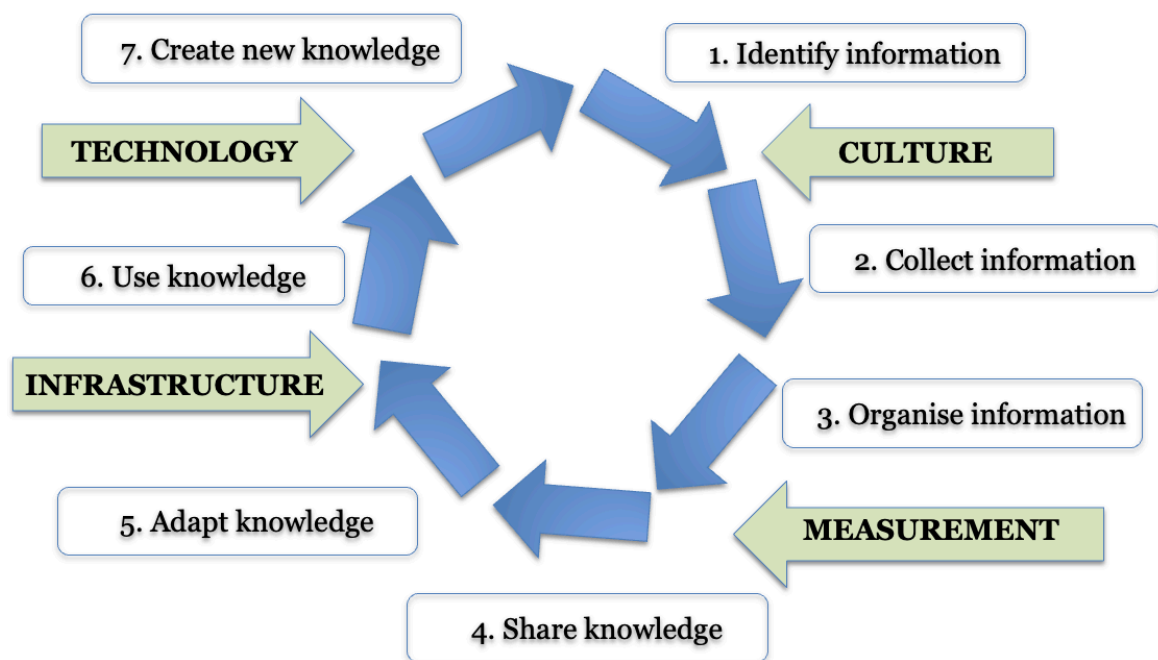 7. Create new knowledge
1. Identify information
TECHNOLOGY
CULTURE
6. Use knowledge
2. Collect information
INFRASTRUCTURE
3. Organise information
5. Adapt knowledge
MEASUREMENT
4. Share knowledge